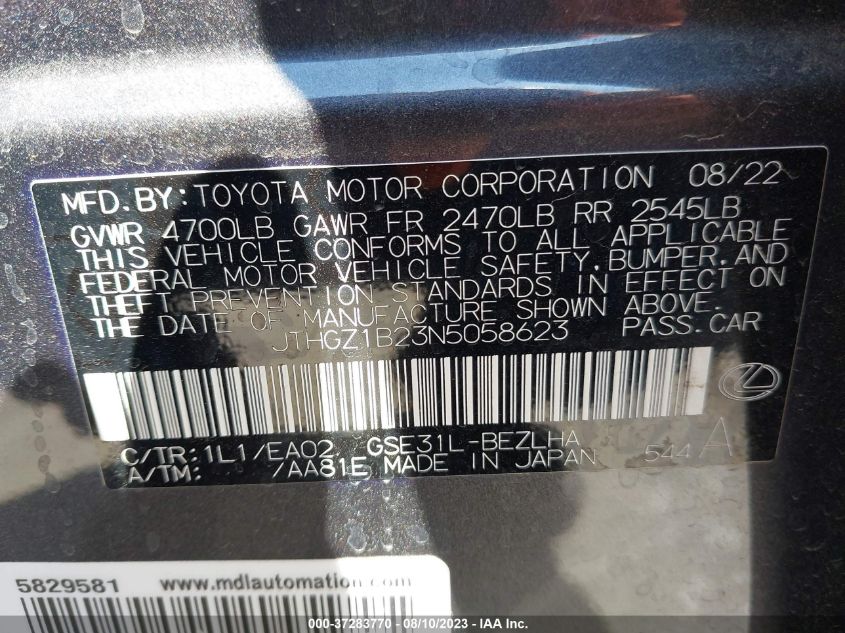 MFD.BY:TOYOTA MOTOR CORPORATION 08/22
GVWR 4700LB GAWR FR 2470LB RR 2545LB
THIS VEHICLE CONFORMS TO ALL APPLICABLE
FEDERAL MOTOR VEHICLE SAFETY,BUMPER,AND
THEFT PREVENTION STANDARDS IN EFFECT ON
THE DATE OF MANUFACTURE SHOWN ABOVE.
JTHGZ1B23N5058623 PASS.CAR
C/TR:1L1/EA02 GSE31L-BEZLHA
A/TM: /AA81E MADE IN JAPAN 544 A
5829581 www.mdlautomation.com
000-37283770 - 08/10/2023 - IAA Inc.